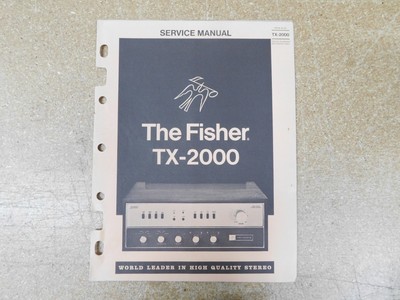 SERVICE MANUAL
TX-2000
The Fisher®
TX-2000
WORLD LEADER IN HIGH QUALITY STEREO